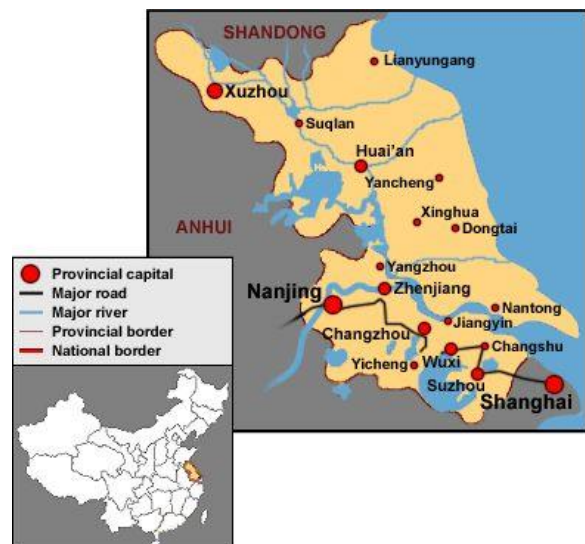 SHANDONG
Lianyungang
Xuzhou
Suqlan
Huai'an
Yancheng
Xinghua
Dongtai
ANHUI
Yangzhou
Zhenjiang
Nanjing
Nantong
Jiangyin
Changzhou
Changshu
Wuxi
Yicheng
Suzhou
Shanghai
Provincial capital
Major road
Major river
Provincial border
National border